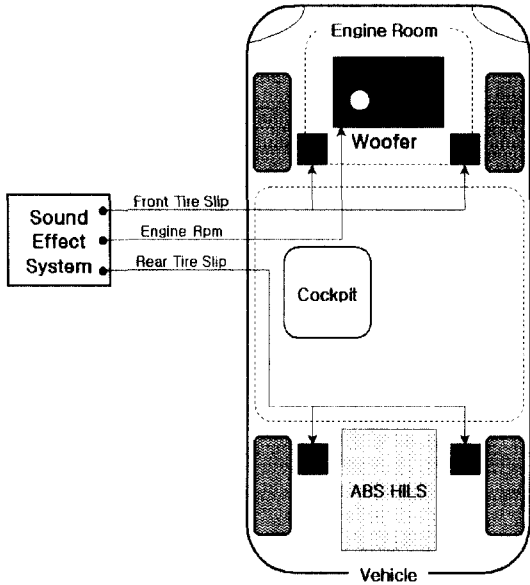 Engine Room
Woofer
Front Tire Slip
Sound
Effect
System
Engine Rpm
Rear Tire Slip
Cockpit
ABS HILS
Vehicle